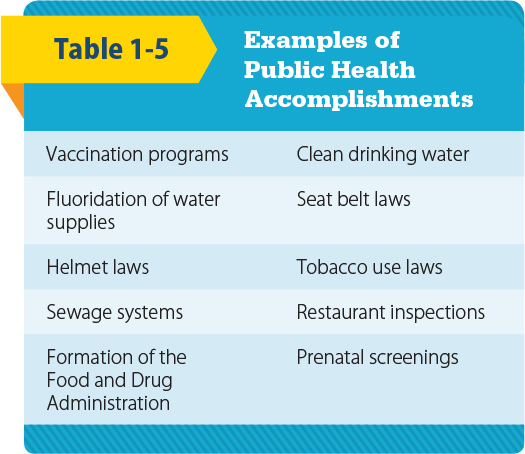 Table 1-5
Examples of
Public Health
Accomplishments
Vaccination programs
Clean drinking water
Fluoridation of water
supplies
Seat belt laws
Helmet laws
Tobacco use laws
Sewage systems
Restaurant inspections
Formation of the
Food and Drug
Administration
Prenatal screenings